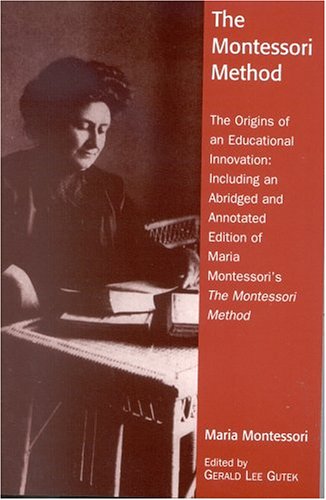 The
Montessori
Method
The Origins of
an Educational
Innovation:
Including an
Abridged and
Annotated
Edition of
Maria
Montessori's
The Montessori
Method
Maria Montessori
Edited by
GERALD LEE GUTEK